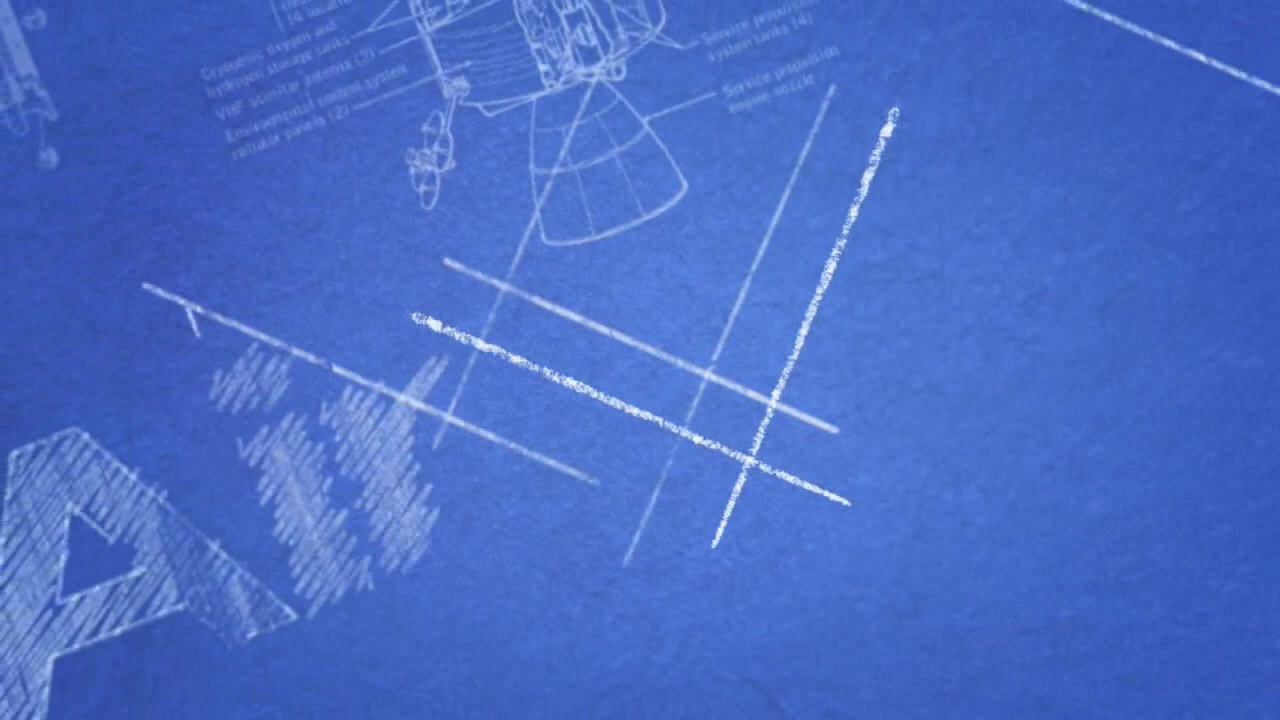 Cryogenic oxygen and
hydrogen storage tanks
VHF scimitar antenna (2)
Environmental control system
radiator panels (2)
Service propulsion
system tanks (4)
Service propulsion
engine nozzle
A